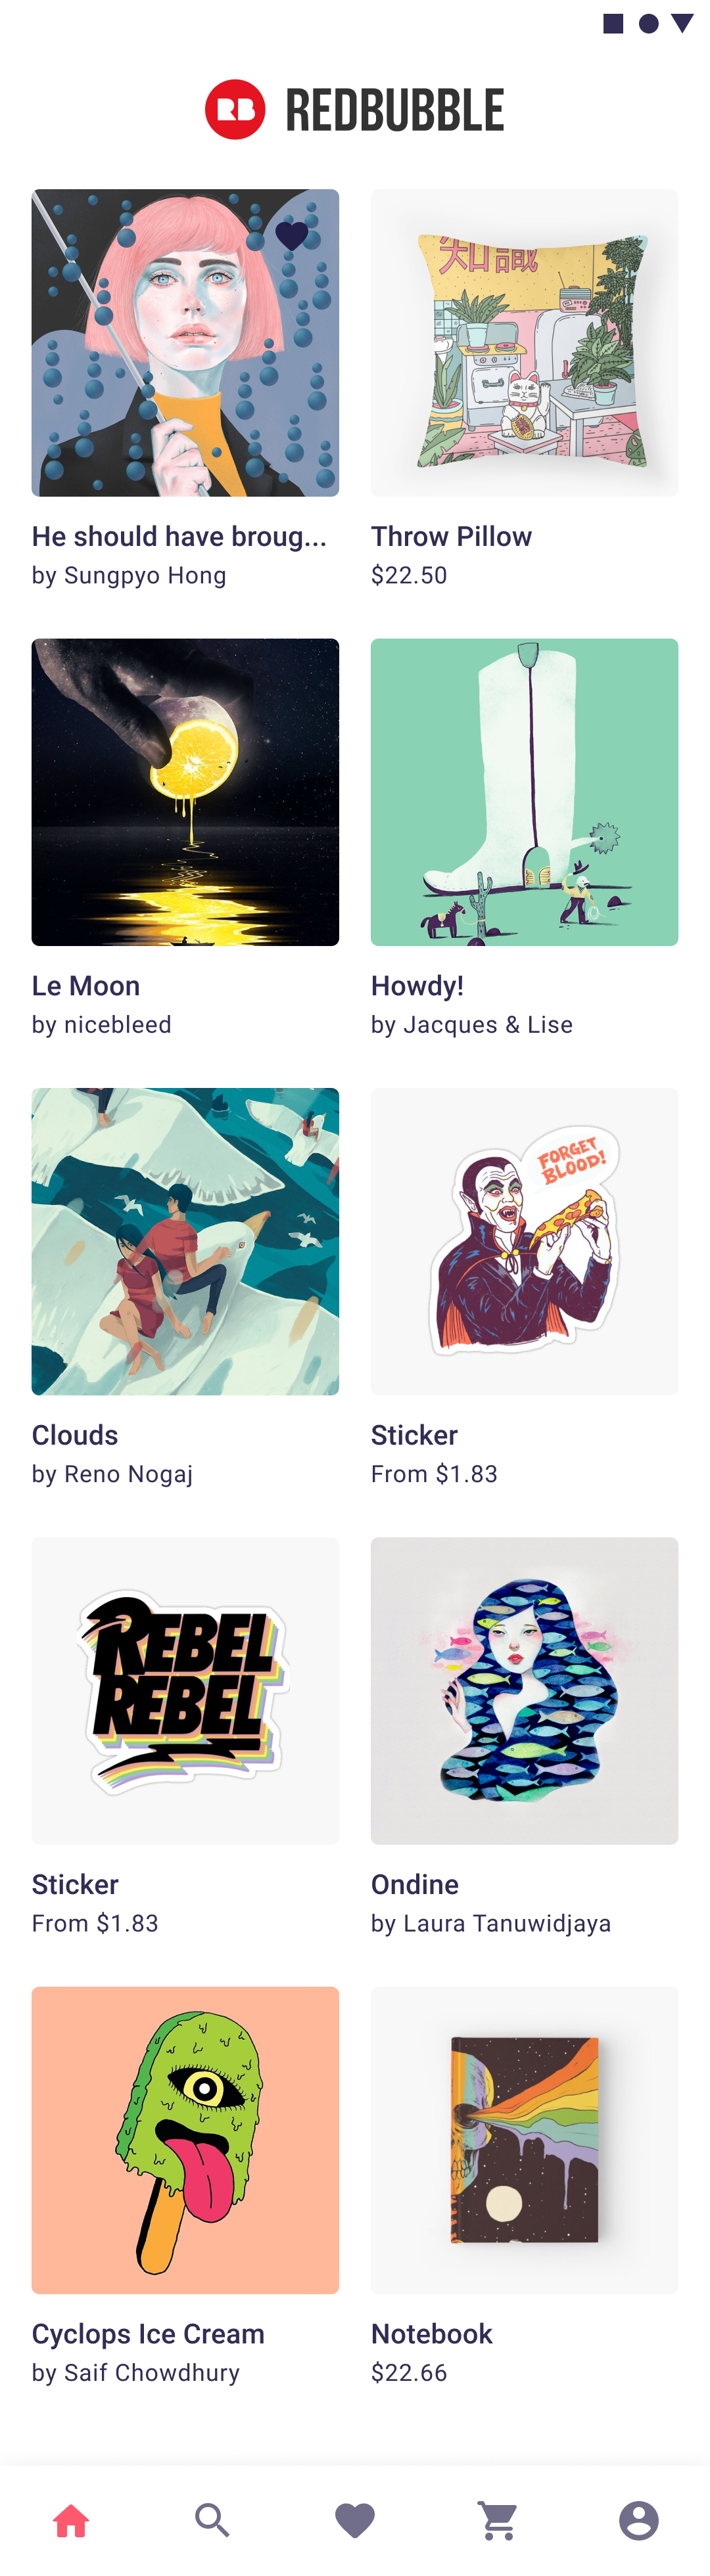 RB REDBUBBLE
知識
He should have broug...
by Sungpyo Hong
Throw Pillow
$22.50
Le Moon
by nicebleed
Howdy!
by Jacques & Lise
FORGET
BLOOD!
Clouds
by Reno Nogaj
Sticker
From $1.83
REBEL
REBEL
Sticker
From $1.83
Ondine
by Laura Tanuwidjaya
Cyclops Ice Cream
by Saif Chowdhury
Notebook
$22.66